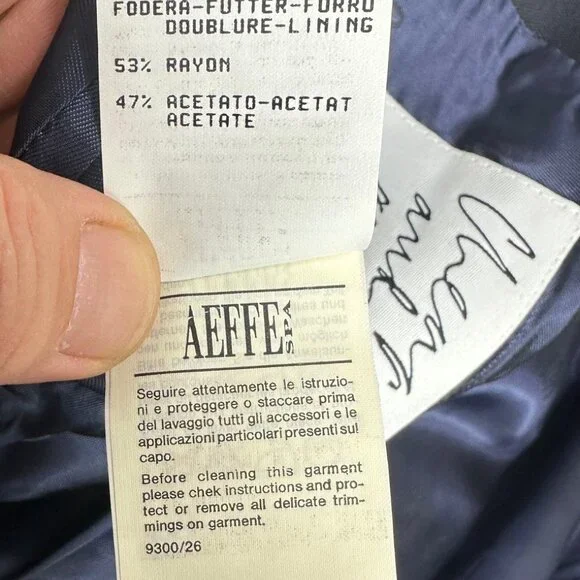 FODERA-FUTTER-FORRO
DOUBLURE-LINING
53% RAYON
47% ACETATO-ACETAT
ACETATE
Cheap
and
AEFFE SPA
Seguire attentamente le istruzio-
ni e proteggere o staccare prima
del lavaggio tutti gli accessori e le
applicazioni particolari presenti sul
capo.
Before cleaning this garment
please chek instructions and pro-
tect or remove all delicate trim-
mings on garment.
9300/26